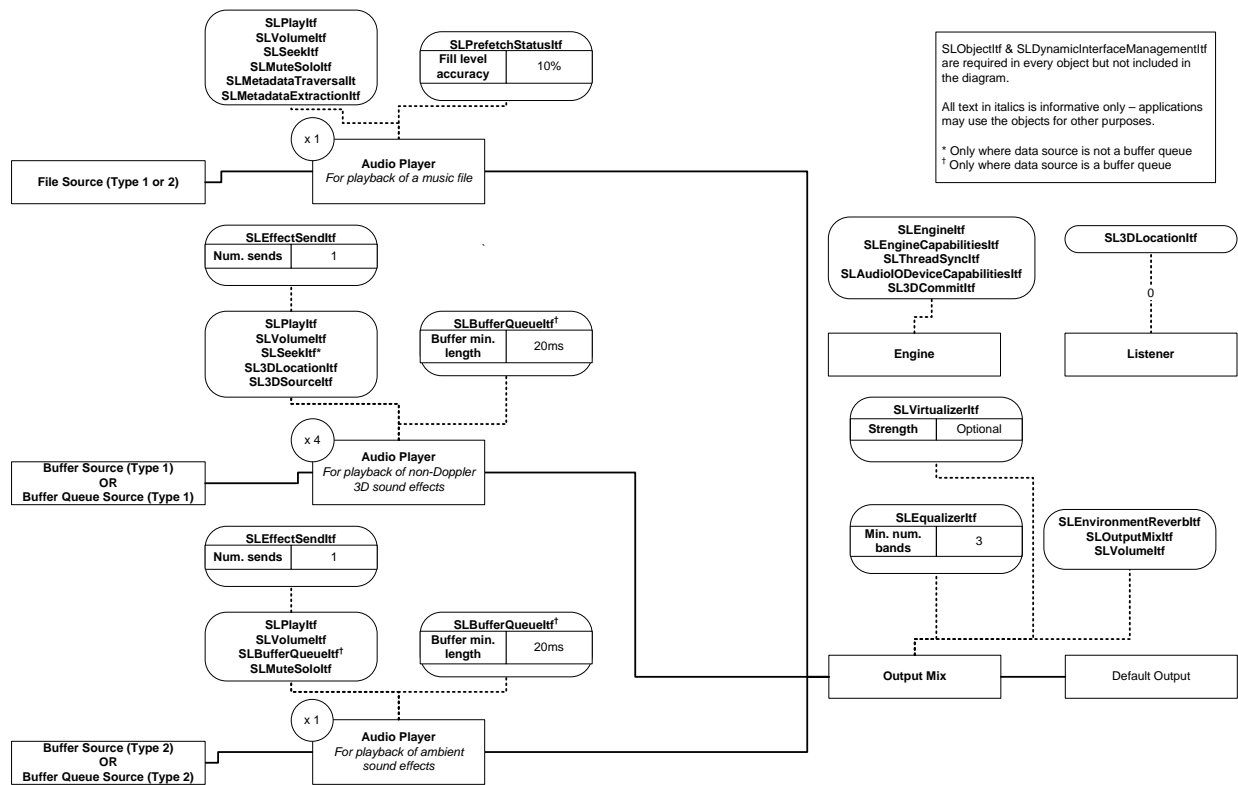 SLPlayItf
SLVolumeItf
SLSeekItf
SLMuteSoloItf
SLMetadataTraversalIt
SLMetadataExtractionItf
SLPrefetchStatusItf
Fill level
accuracy
10%
x 1
Audio Player
For playback of a music file
File Source (Type 1 or 2)
SLObjectItf & SLDynamicInterfaceManagementItf
are required in every object but not included in
the diagram.
All text in italics is informative only – applications
may use the objects for other purposes.
* Only where data source is not a buffer queue
† Only where data source is a buffer queue
SLEffectSendItf
Num. sends
1
SLPlayItf
SLVolumeItf
SLSeekItf*
SL3DLocationItf
SL3DSourceItf
SLBufferQueueItf†
Buffer min.
length
20ms
x 4
Audio Player
For playback of non-Doppler
3D sound effects
Buffer Source (Type 1)
OR
Buffer Queue Source (Type 1)
SLEngineItf
SLEngineCapabilitiesItf
SLThreadSyncItf
SLAudioIODeviceCapabilitiesItf
SL3DCommitItf
Engine
SL3DLocationItf
0
Listener
SLVirtualizerItf
Strength
Optional
SLEqualizerItf
Min. num.
bands
3
SLEnvironmentReverbItf
SLOutputMixItf
SLVolumeItf
SLEffectSendItf
Num. sends
1
SLPlayItf
SLVolumeItf
SLBufferQueueItf†
SLMuteSoloItf
SLBufferQueueItf†
Buffer min.
length
20ms
Output Mix
Default Output
x 1
Audio Player
For playback of ambient
sound effects
Buffer Source (Type 2)
OR
Buffer Queue Source (Type 2)